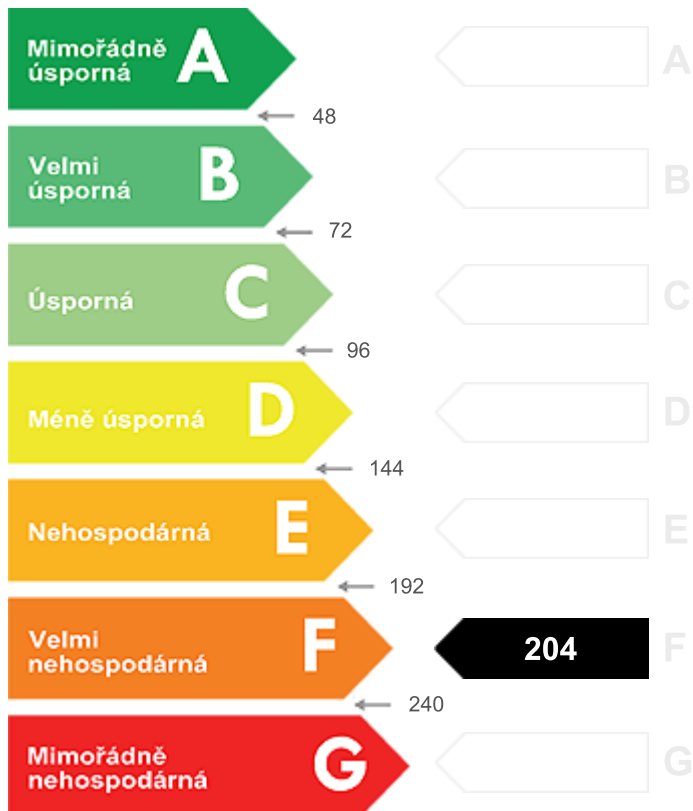 Mimořádně
úsporná
A
A
48
Velmi
úsporná
B
B
72
Úsporná
C
C
96
Méně úsporná
D
D
144
Nehospodárná
E
E
192
Velmi
nehospodárná
F
204
F
240
Mimořádně
nehospodárná
G
G